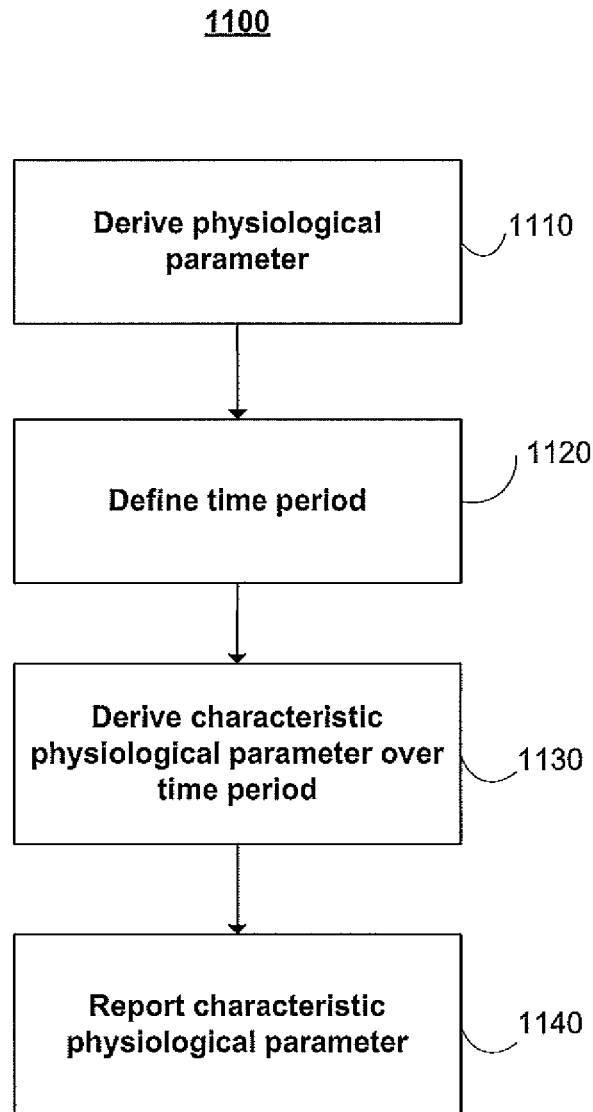 1100
Derive physiological
parameter
1110
Define time period
1120
Derive characteristic
physiological parameter over
time period
1130
Report characteristic
physiological parameter
1140